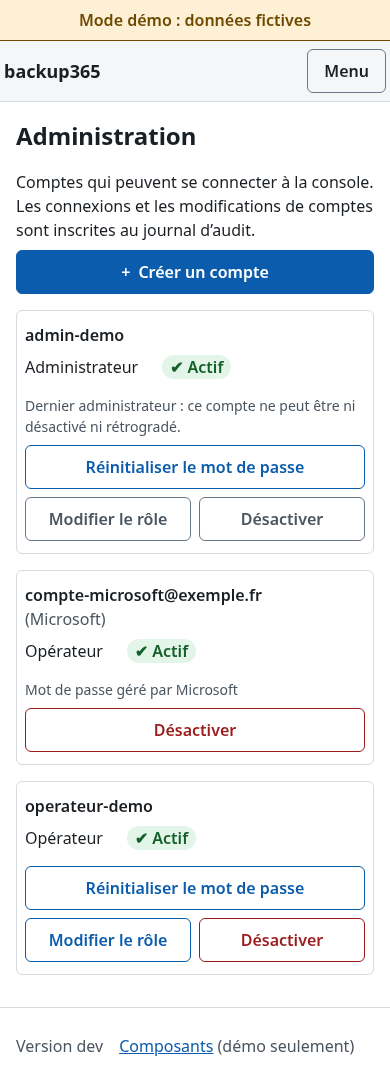 Mode démo : données fictives
backup365
Menu
Administration
Comptes qui peuvent se connecter à la console.
Les connexions et les modifications de comptes
sont inscrites au journal d’audit.
+ Créer un compte
admin-demo
Administrateur ✔ Actif
Dernier administrateur : ce compte ne peut être ni
désactivé ni rétrogradé.
Réinitialiser le mot de passe
Modifier le rôle Désactiver
compte-microsoft@exemple.fr
(Microsoft)
Opérateur ✔ Actif
Mot de passe géré par Microsoft
Désactiver
operateur-demo
Opérateur ✔ Actif
Réinitialiser le mot de passe
Modifier le rôle Désactiver
Version dev Composants (démo seulement)